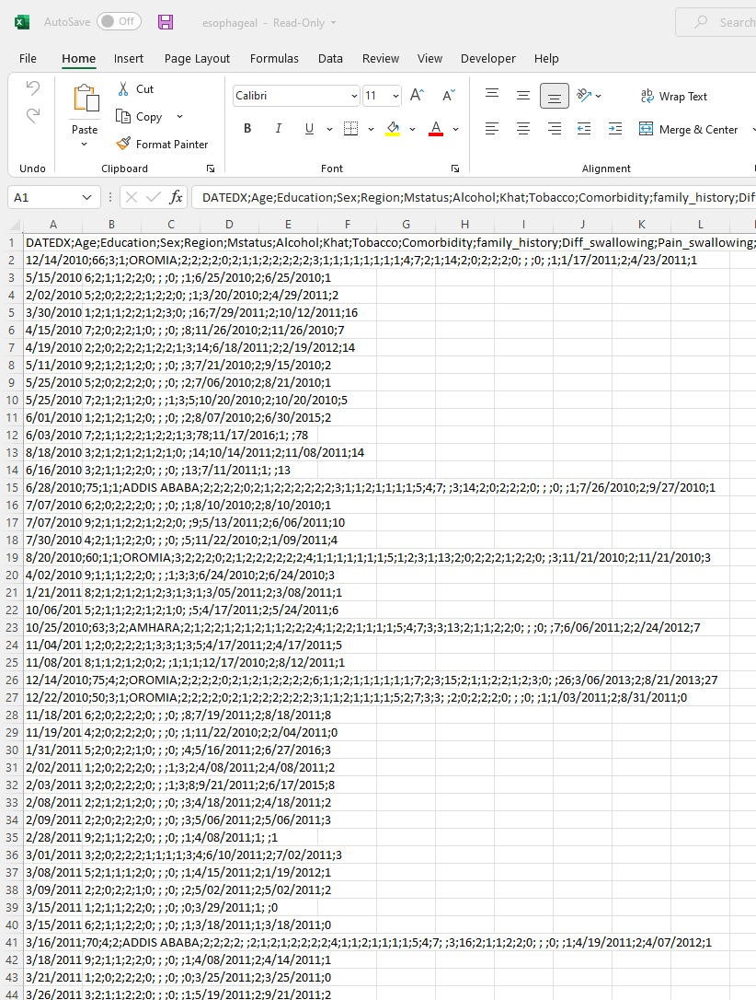 AutoSave Off esophageal - Read-Only Search
File Home Insert Page Layout Formulas Data Review View Developer Help
Cut
Copy
Format Painter
Paste
Calibri 11
B I U
Wrap Text
Merge & Center
Undo Clipboard Font Alignment
A1 fx DATEDX;Age;Education;Sex;Region;Mstatus;Alcohol;Khat;Tobacco;Comorbidity;family_history;Dif
A B C D E F G H I J K L
1 DATEDX;Age;Education;Sex;Region;Mstatus;Alcohol;Khat;Tobacco;Comorbidity;family_history;Diff_swallowing;Pain_swallowing;
2 12/14/2010;66;3;1;OROMIA;2;2;2;2;0;2;1;1;2;2;2;2;2;3;1;1;1;1;1;1;1;4;7;2;1;14;2;0;2;2;2;0; ; ;0; ;1;1/17/2011;2;4/23/2011;1
3 5/15/2010 6;2;1;1;2;2;0; ; ;0; ;1;6/25/2010;2;6/25/2010;1
4 2/02/2010 5;2;0;2;2;2;1;2;2;0; ;1;3/20/2010;2;4/29/2011;2
5 3/30/2010 1;2;1;1;2;2;1;2;3;0; ;16;7/29/2011;2;10/12/2011;16
6 4/15/2010 7;2;0;2;2;1;0; ; ;0; ;8;11/26/2010;2;11/26/2010;7
7 4/19/2010 2;2;0;2;2;2;1;2;2;1;3;14;6/18/2011;2;2/19/2012;14
8 5/11/2010 9;2;1;2;1;2;0; ; ;0; ;3;7/21/2010;2;9/15/2010;2
9 5/25/2010 5;2;0;2;2;2;0; ; ;0; ;2;7/06/2010;2;8/21/2010;1
10 5/25/2010 7;2;1;2;1;2;0; ; ;1;3;5;10/20/2010;2;10/20/2010;5
11 6/01/2010 1;2;1;2;1;2;0; ; ;0; ;2;8/07/2010;2;6/30/2015;2
12 6/03/2010 7;2;1;1;2;2;1;2;2;1;3;78;11/17/2016;1; ;78
13 8/18/2010 3;2;1;2;1;2;1;2;1;0; ;14;10/14/2011;2;11/08/2011;14
14 6/16/2010 3;2;1;1;2;2;0; ; ;0; ;13;7/11/2011;1; ;13
15 6/28/2010;75;1;1;ADDIS ABABA;2;2;2;2;0;2;1;2;2;2;2;2;2;3;1;1;2;1;1;1;1;5;4;7; ;3;14;2;0;2;2;2;0; ; ;0; ;1;7/26/2010;2;9/27/2010;1
16 7/07/2010 6;2;0;2;2;2;0; ; ;0; ;1;8/10/2010;2;8/10/2010;1
17 7/07/2010 9;2;1;1;2;2;1;2;2;0; ;9;5/13/2011;2;6/06/2011;10
18 7/30/2010 4;2;1;1;2;2;0; ; ;0; ;5;11/22/2010;2;1/09/2011;4
19 8/20/2010;60;1;1;OROMIA;3;2;2;2;0;2;1;2;2;2;2;2;2;4;1;1;1;1;1;1;1;5;1;2;3;1;13;2;0;2;2;2;1;2;2;0; ;3;11/21/2010;2;11/21/2010;3
20 4/02/2010 9;1;1;1;2;2;0; ; ;1;3;3;6/24/2010;2;6/24/2010;3
21 1/21/2011 8;2;1;2;1;2;1;2;3;1;3;1;3/05/2011;2;3/08/2011;1
22 10/06/201 5;2;1;1;2;2;1;2;1;0; ;5;4/17/2011;2;5/24/2011;6
23 10/25/2010;63;3;2;AMHARA;2;1;2;2;1;2;1;2;1;1;2;2;2;4;1;2;2;1;1;1;1;5;4;7;3;3;13;2;1;1;2;2;0; ; ;0; ;7;6/06/2011;2;2/24/2012;7
24 11/04/201 1;2;0;2;2;2;1;3;3;1;3;5;4/17/2011;2;4/17/2011;5
25 11/08/201 8;1;1;2;1;2;0;2; ;1;1;1;12/17/2010;2;8/12/2011;1
26 12/14/2010;75;4;2;OROMIA;2;2;2;2;0;2;1;2;1;2;2;2;2;6;1;1;2;1;1;1;1;1;7;2;3;15;2;1;1;2;2;1;2;3;0; ;26;3/06/2013;2;8/21/2013;27
27 12/22/2010;50;3;1;OROMIA;2;2;2;2;0;2;1;2;2;2;2;2;2;3;1;1;2;1;1;1;1;5;2;7;3;3; ;2;0;2;2;2;0; ; ;0; ;1;1/03/2011;2;8/31/2011;0
28 11/18/201 6;2;0;2;2;2;0; ; ;0; ;8;7/19/2011;2;8/18/2011;8
29 11/19/201 4;2;0;2;2;2;0; ; ;0; ;1;11/22/2010;2;2/04/2011;0
30 1/31/2011 5;2;0;2;2;1;0; ; ;0; ;4;5/16/2011;2;6/27/2016;3
31 2/02/2011 1;2;0;2;2;2;0; ; ;1;3;2;4/08/2011;2;4/08/2011;2
32 2/03/2011 3;2;0;2;2;2;0; ; ;1;3;8;9/21/2011;2;6/17/2015;8
33 2/08/2011 2;2;1;2;1;2;0; ; ;0; ;3;4/18/2011;2;4/18/2011;2
34 2/09/2011 2;2;0;2;2;2;0; ; ;0; ;3;5/06/2011;2;5/06/2011;3
35 2/28/2011 9;2;1;1;2;2;0; ; ;0; ;1;4/08/2011;1; ;1
36 3/01/2011 3;2;0;2;2;2;1;1;1;1;3;4;6/10/2011;2;7/02/2011;3
37 3/08/2011 5;2;1;1;1;2;0; ; ;0; ;1;4/15/2011;2;1/19/2012;1
38 3/09/2011 2;2;0;2;2;1;0; ; ;0; ;2;5/02/2011;2;5/02/2011;2
39 3/15/2011 1;2;1;1;2;2;0; ; ;0; ;0;3/29/2011;1; ;0
40 3/15/2011 6;2;1;1;2;2;0; ; ;0; ;1;3/18/2011;1;3/18/2011;0
41 3/16/2011;70;4;2;ADDIS ABABA;2;2;2;2; ;2;1;2;1;2;2;2;2;4;1;1;2;1;1;1;1;5;4;7; ;3;16;2;1;1;2;2;0; ; ;0; ;1;4/19/2011;2;4/07/2012;1
42 3/18/2011 9;2;1;1;2;2;0; ; ;0; ;1;4/08/2011;2;4/14/2011;1
43 3/21/2011 1;2;0;2;2;2;0; ; ;0; ;0;3/25/2011;2;3/25/2011;0
44 3/26/2011 3;2;1;1;2;2;0; ; ;0; ;1;5/19/2011;2;9/21/2011;2